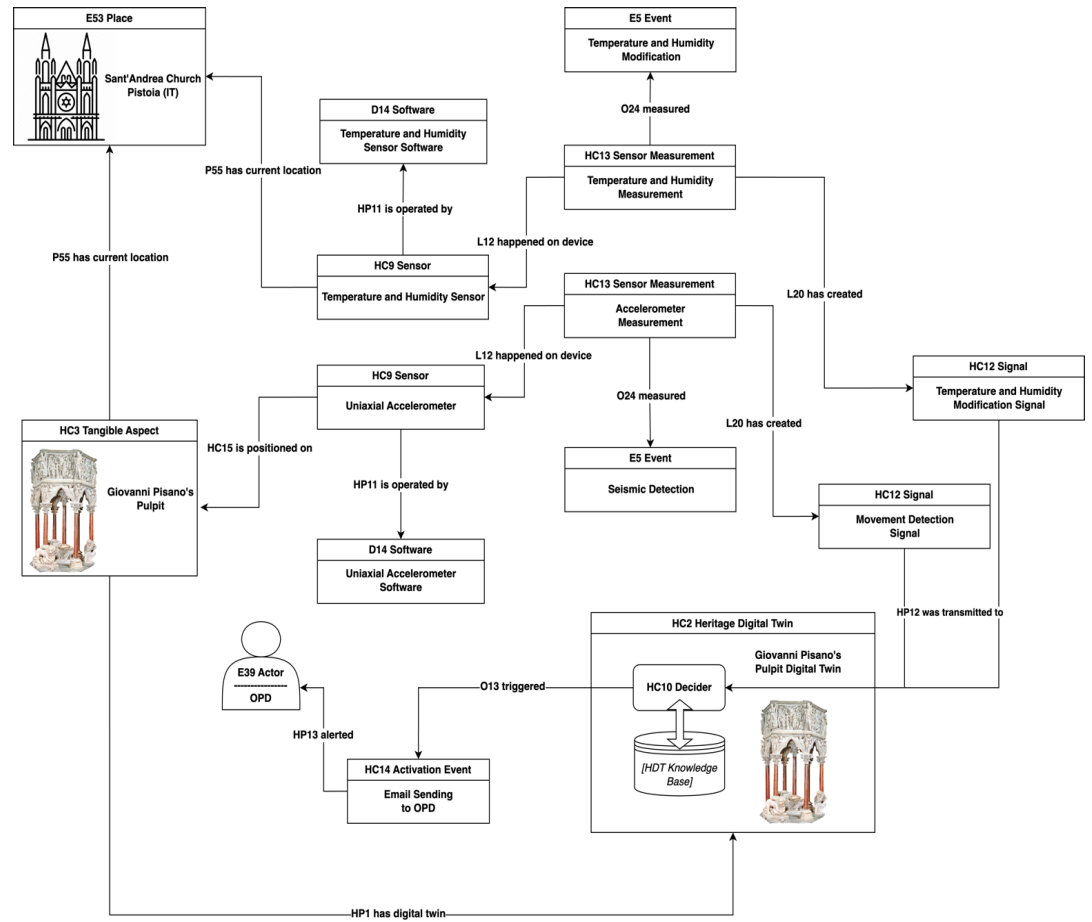 E53 Place
Sant'Andrea Church
Pistoia (IT)
E5 Event
Temperature and Humidity
Modification
O24 measured
D14 Software
Temperature and Humidity
Sensor Software
HC13 Sensor Measurement
Temperature and Humidity
Measurement
P55 has current location
HP11 is operated by
L12 happened on device
P55 has current location
HC9 Sensor
Temperature and Humidity Sensor
HC13 Sensor Measurement
Accelerometer
Measurement
L20 has created
L12 happened on device
HC9 Sensor
Uniaxial Accelerometer
O24 measured
HC12 Signal
Temperature and Humidity
Modification Signal
L20 has created
HC3 Tangible Aspect
Giovanni Pisano's
Pulpit
HC15 is positioned on
HP11 is operated by
E5 Event
Seismic Detection
HC12 Signal
Movement Detection
Signal
D14 Software
Uniaxial Accelerometer
Software
HP12 was transmitted to
HC2 Heritage Digital Twin
Giovanni Pisano's
Pulpit Digital Twin
HC10 Decider
[HDT Knowledge
Base]
O13 triggered
E39 Actor
----------------
OPD
HP13 alerted
HC14 Activation Event
Email Sending
to OPD
HP1 has digital twin